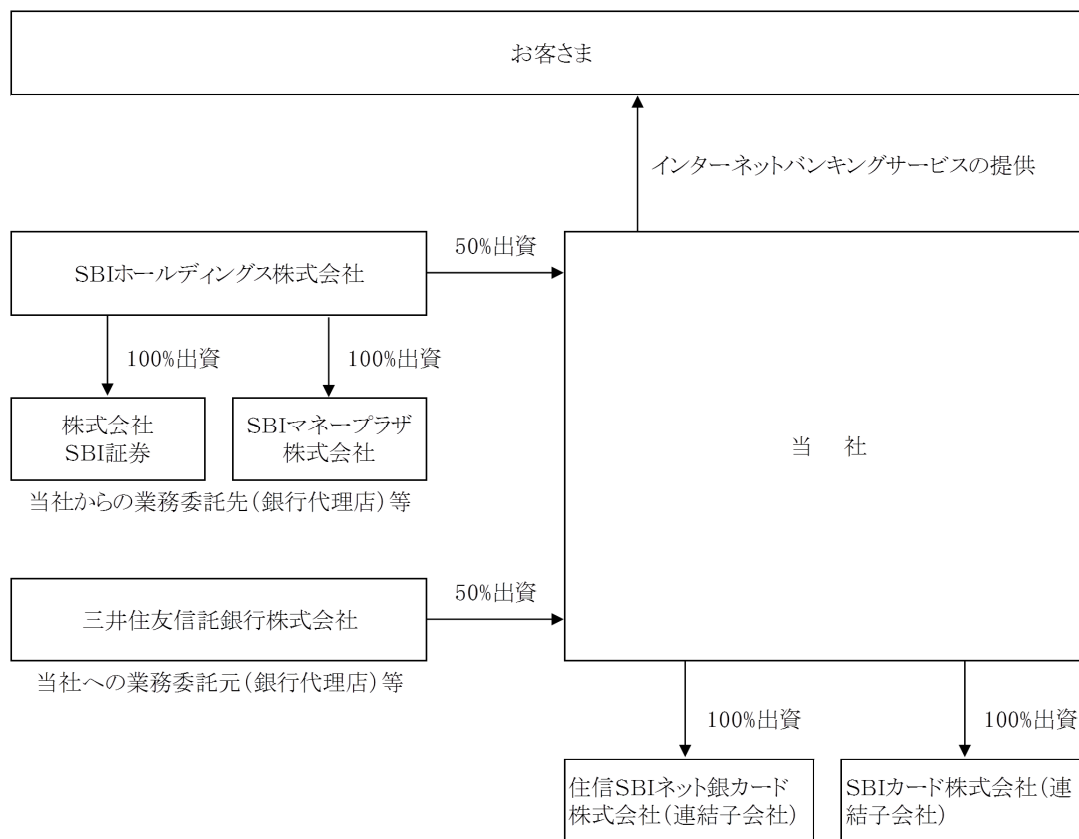 お客さま
インターネットバンキングサービスの提供
50%出資
SBIホールディングス株式会社
100%出資
100%出資
株式会社
SBI証券
SBIマネープラザ
株式会社
当社からの業務委託先(銀行代理店)等
当 社
50%出資
三井住友信託銀行株式会社
当社への業務委託元(銀行代理店)等
100%出資
100%出資
住信SBIネット銀カード
株式会社(連結子会社)
SBIカード株式会社(連
結子会社)